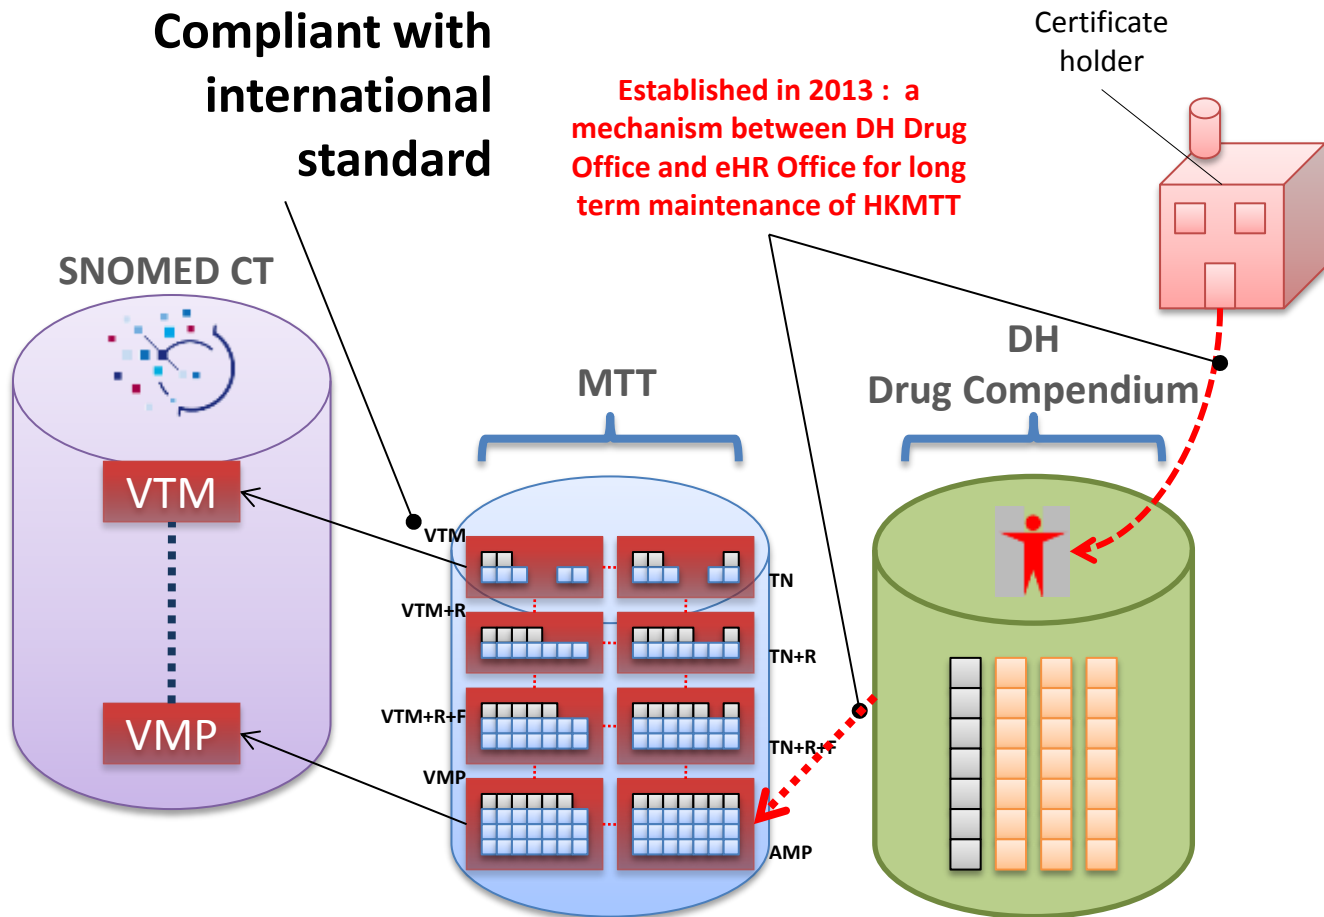 Compliant with
international
standard
Established in 2013 : a
mechanism between DH Drug
Office and eHR Office for long
term maintenance of HKMTT
Certificate
holder
SNOMED CT
MTT
DH
Drug Compendium
VTM
VMP
VTM
VTM+R
VTM+R+F
VMP
TN
TN+R
TN+R+F
AMP